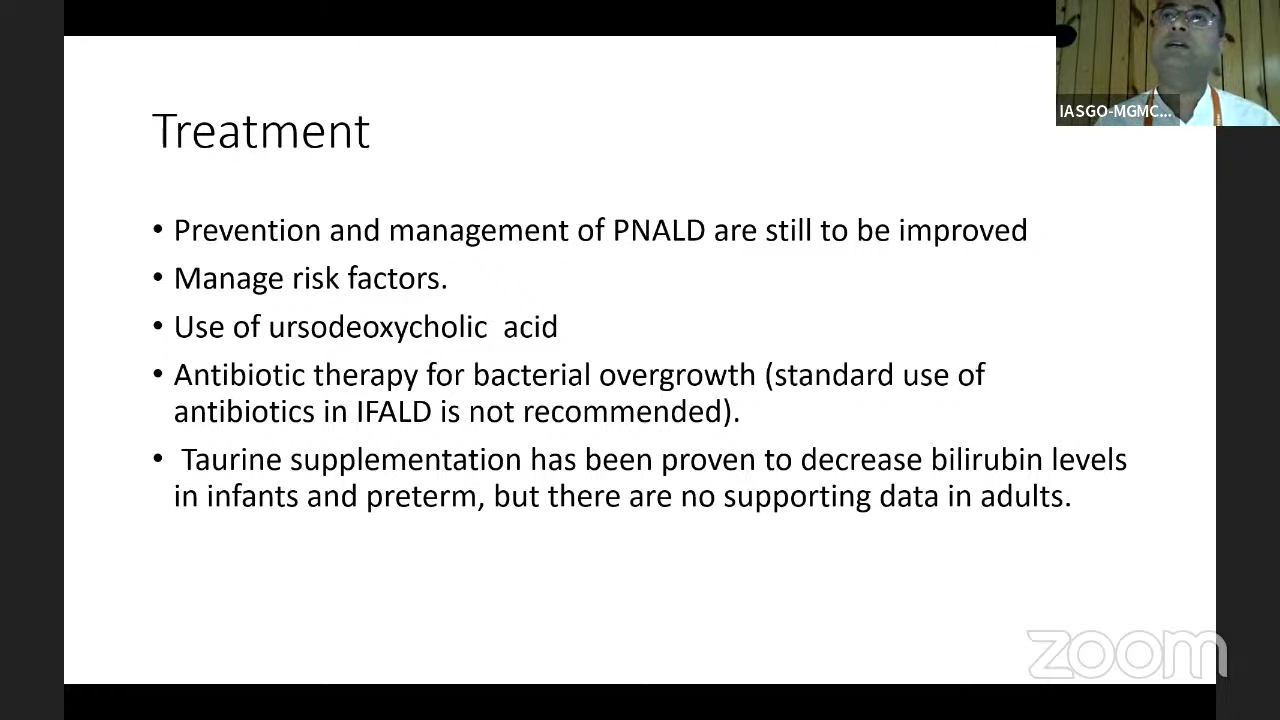 IASGO-MGMC...
Treatment
• Prevention and management of PNALD are still to be improved
• Manage risk factors.
• Use of ursodeoxycholic  acid
• Antibiotic therapy for bacterial overgrowth (standard use of
antibiotics in IFALD is not recommended).
•  Taurine supplementation has been proven to decrease bilirubin levels
in infants and preterm, but there are no supporting data in adults.
zoom